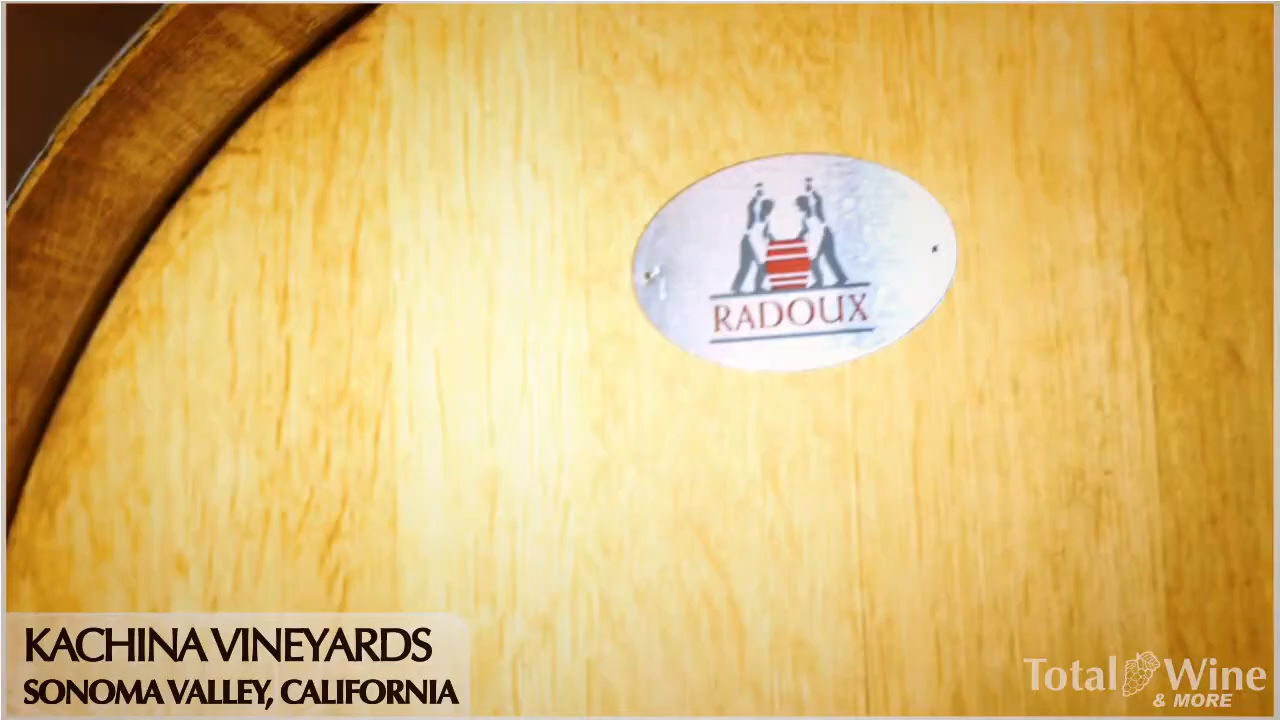 RADOUX
KACHINA VINEYARDS
SONOMA VALLEY, CALIFORNIA
Total Wine
& MORE